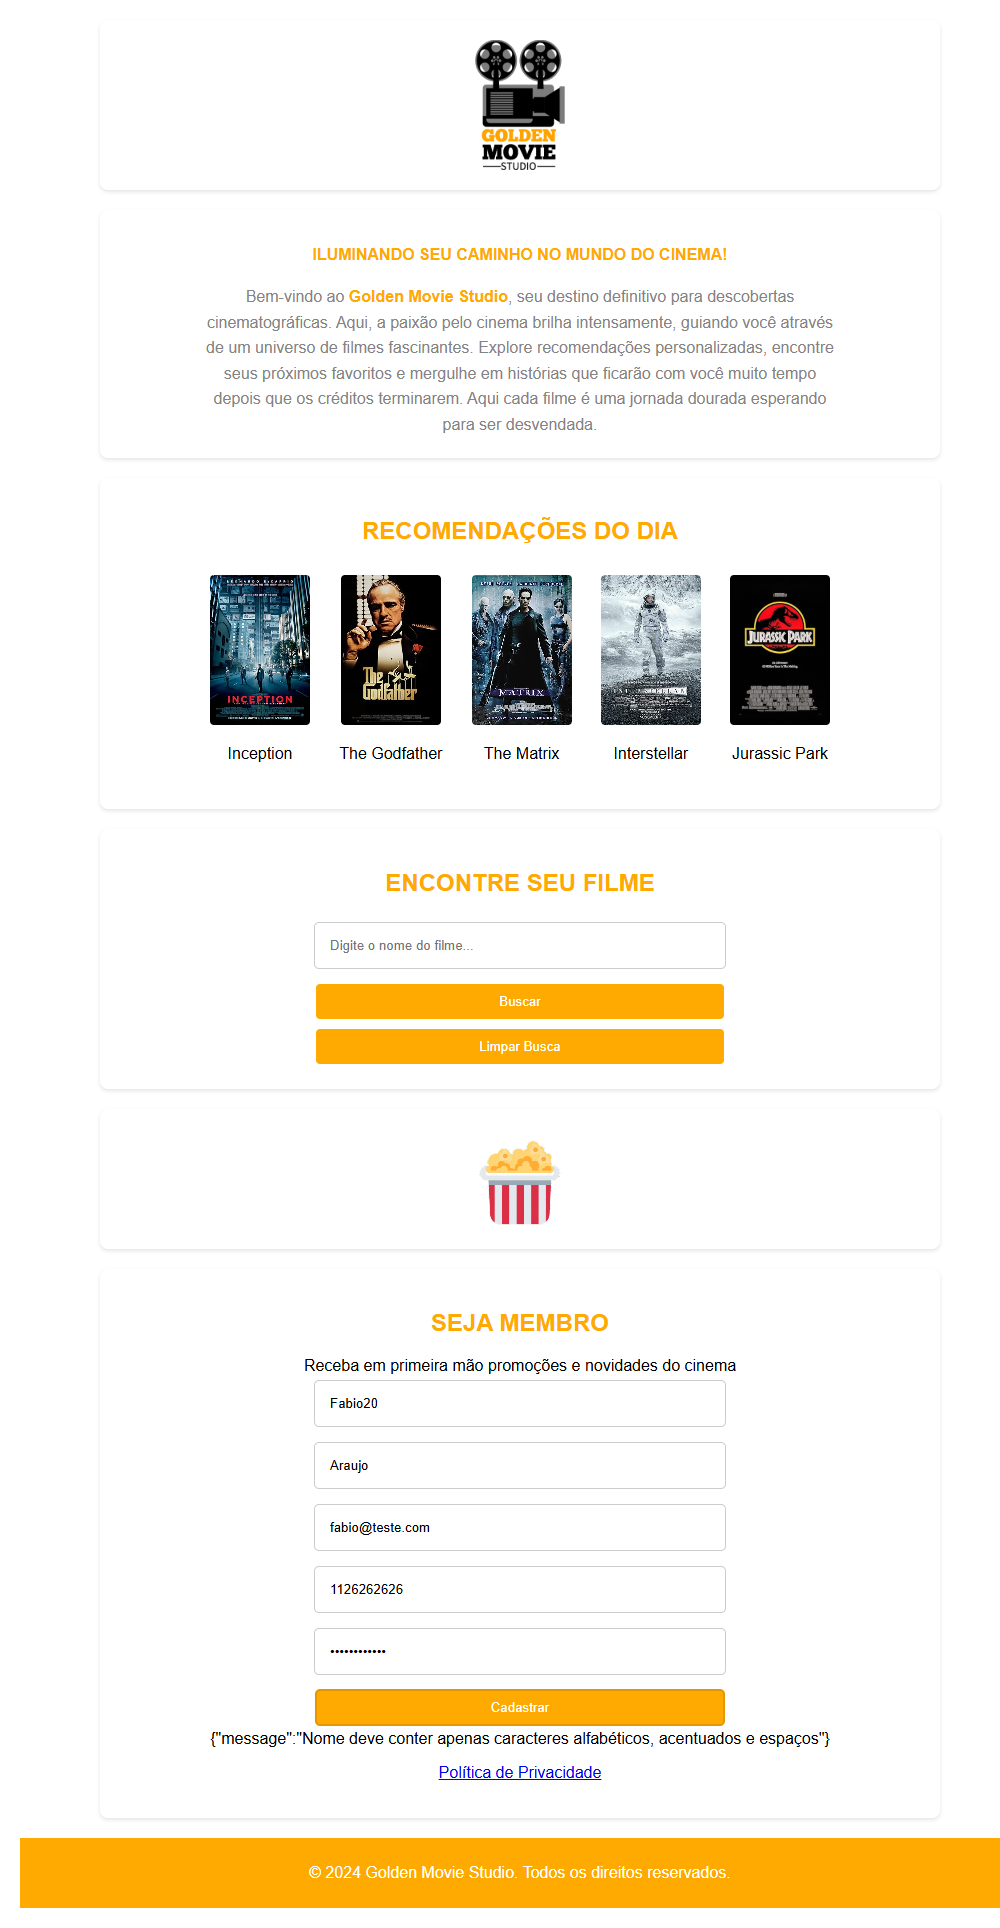 GOLDEN
MOVIE
STUDIO
ILUMINANDO SEU CAMINHO NO MUNDO DO CINEMA!
Bem-vindo ao Golden Movie Studio, seu destino definitivo para descobertas
cinematográficas. Aqui, a paixão pelo cinema brilha intensamente, guiando você através
de um universo de filmes fascinantes. Explore recomendações personalizadas, encontre
seus próximos favoritos e mergulhe em histórias que ficarão com você muito tempo
depois que os créditos terminarem. Aqui cada filme é uma jornada dourada esperando
para ser desvendada.
RECOMENDAÇÕES DO DIA
INCEPTION
The
Godfather
MATRIX
INTERSTELLAR
JURASSIC PARK
Inception
The Godfather
The Matrix
Interstellar
Jurassic Park
ENCONTRE SEU FILME
Digite o nome do filme...
Buscar
Limpar Busca
SEJA MEMBRO
Receba em primeira mão promoções e novidades do cinema
Fabio20
Araujo
fabio@teste.com
1126262626
••••••••••••
Cadastrar
{"message":"Nome deve conter apenas caracteres alfabéticos, acentuados e espaços"}
Política de Privacidade
© 2024 Golden Movie Studio. Todos os direitos reservados.